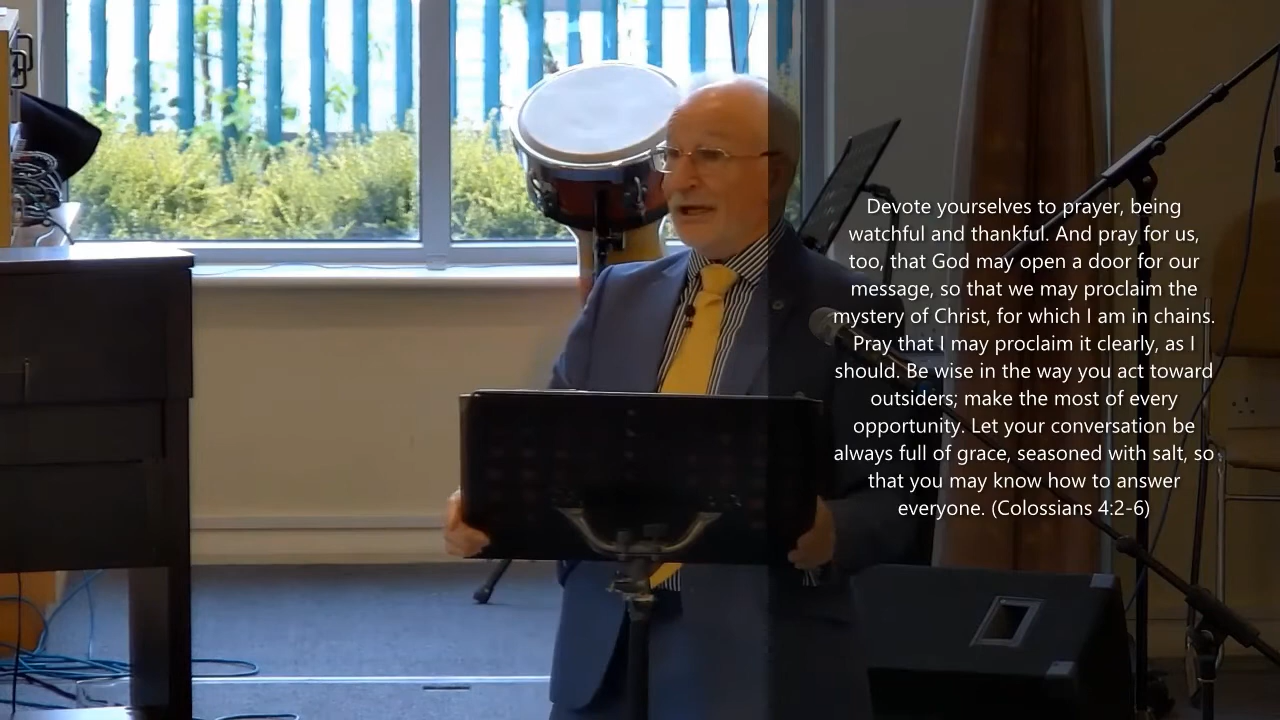 Devote yourselves to prayer, being
watchful and thankful. And pray for us,
too, that God may open a door for our
message, so that we may proclaim the
mystery of Christ, for which I am in chains.
Pray that I may proclaim it clearly, as I
should. Be wise in the way you act toward
outsiders; make the most of every
opportunity. Let your conversation be
always full of grace, seasoned with salt, so
that you may know how to answer
everyone. (Colossians 4:2-6)